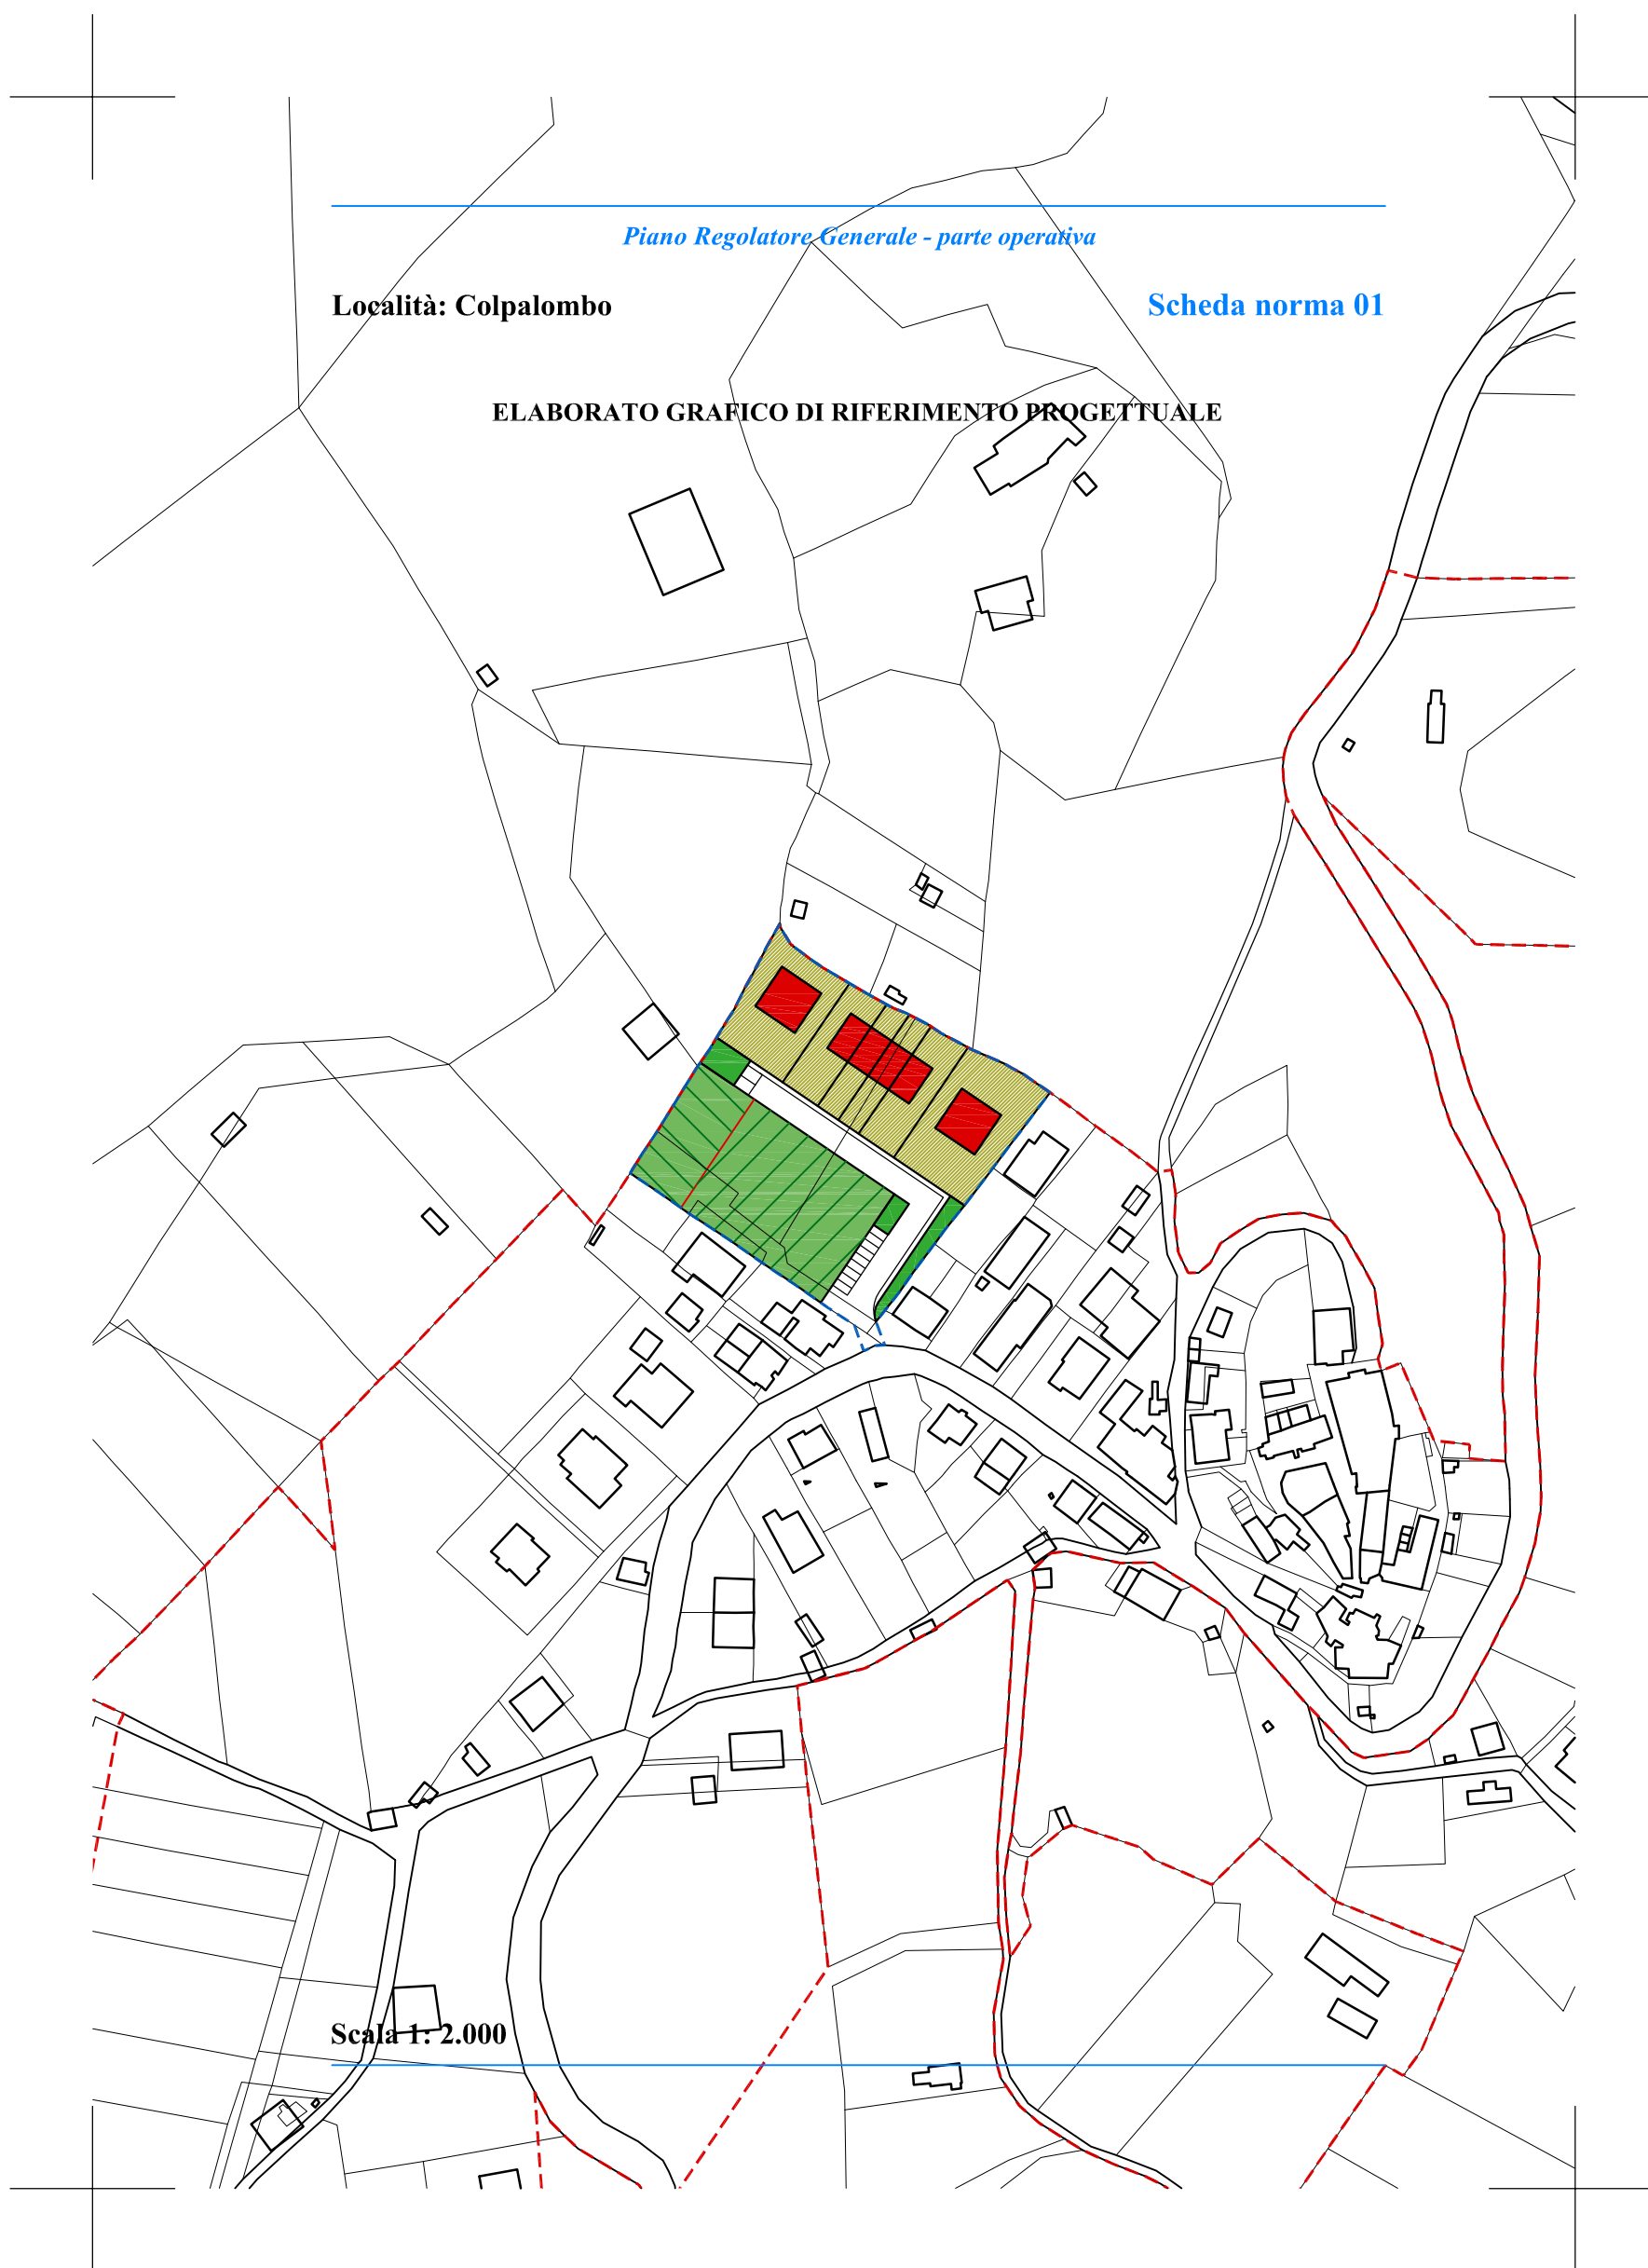 Piano Regolatore Generale - parte operativa
Località: Colpalombo
Scheda norma 01
ELABORATO GRAFICO DI RIFERIMENTO PROGETTUALE
Scala 1: 2.000